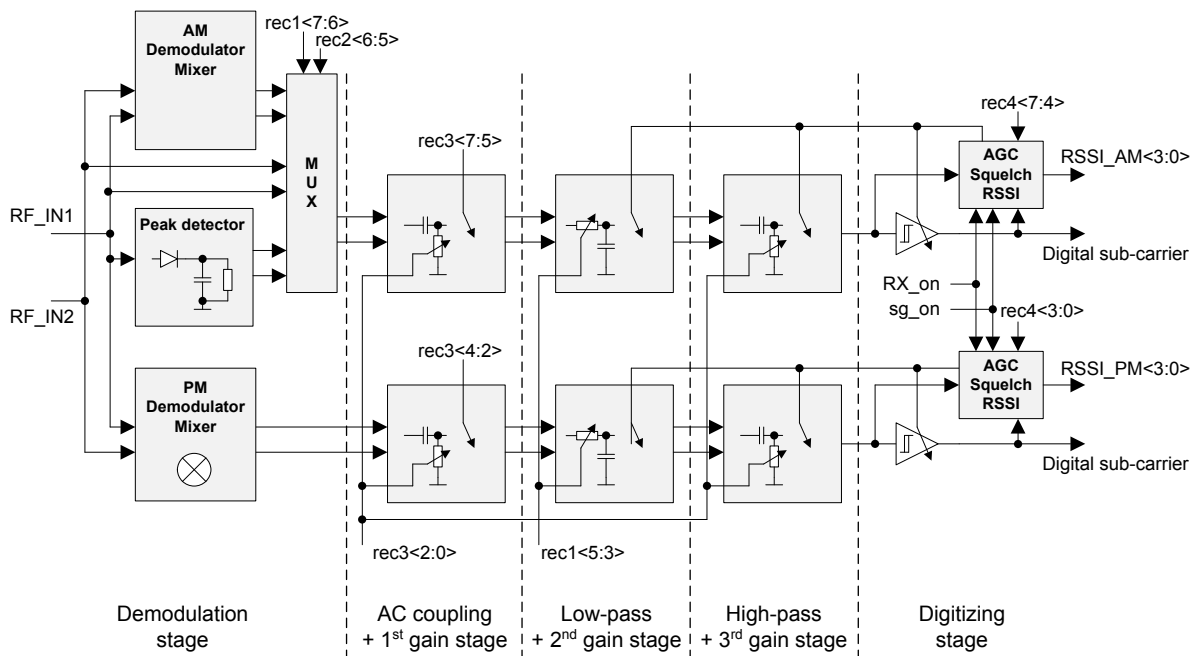 rec1<7:6>
rec2<6:5>
AM
Demodulator
Mixer
M
U
X
RF_IN1
RF_IN2
Peak detector
PM
Demodulator
Mixer
rec3<7:5>
rec3<4:2>
rec3<2:0>
rec1<5:3>
rec4<7:4>
AGC
Squelch
RSSI
RSSI_AM<3:0>
Digital sub-carrier
RX_on
sg_on
rec4<3:0>
AGC
Squelch
RSSI
RSSI_PM<3:0>
Digital sub-carrier
Demodulation
stage
AC coupling
+ 1st gain stage
Low-pass
+ 2nd gain stage
High-pass
+ 3rd gain stage
Digitizing
stage